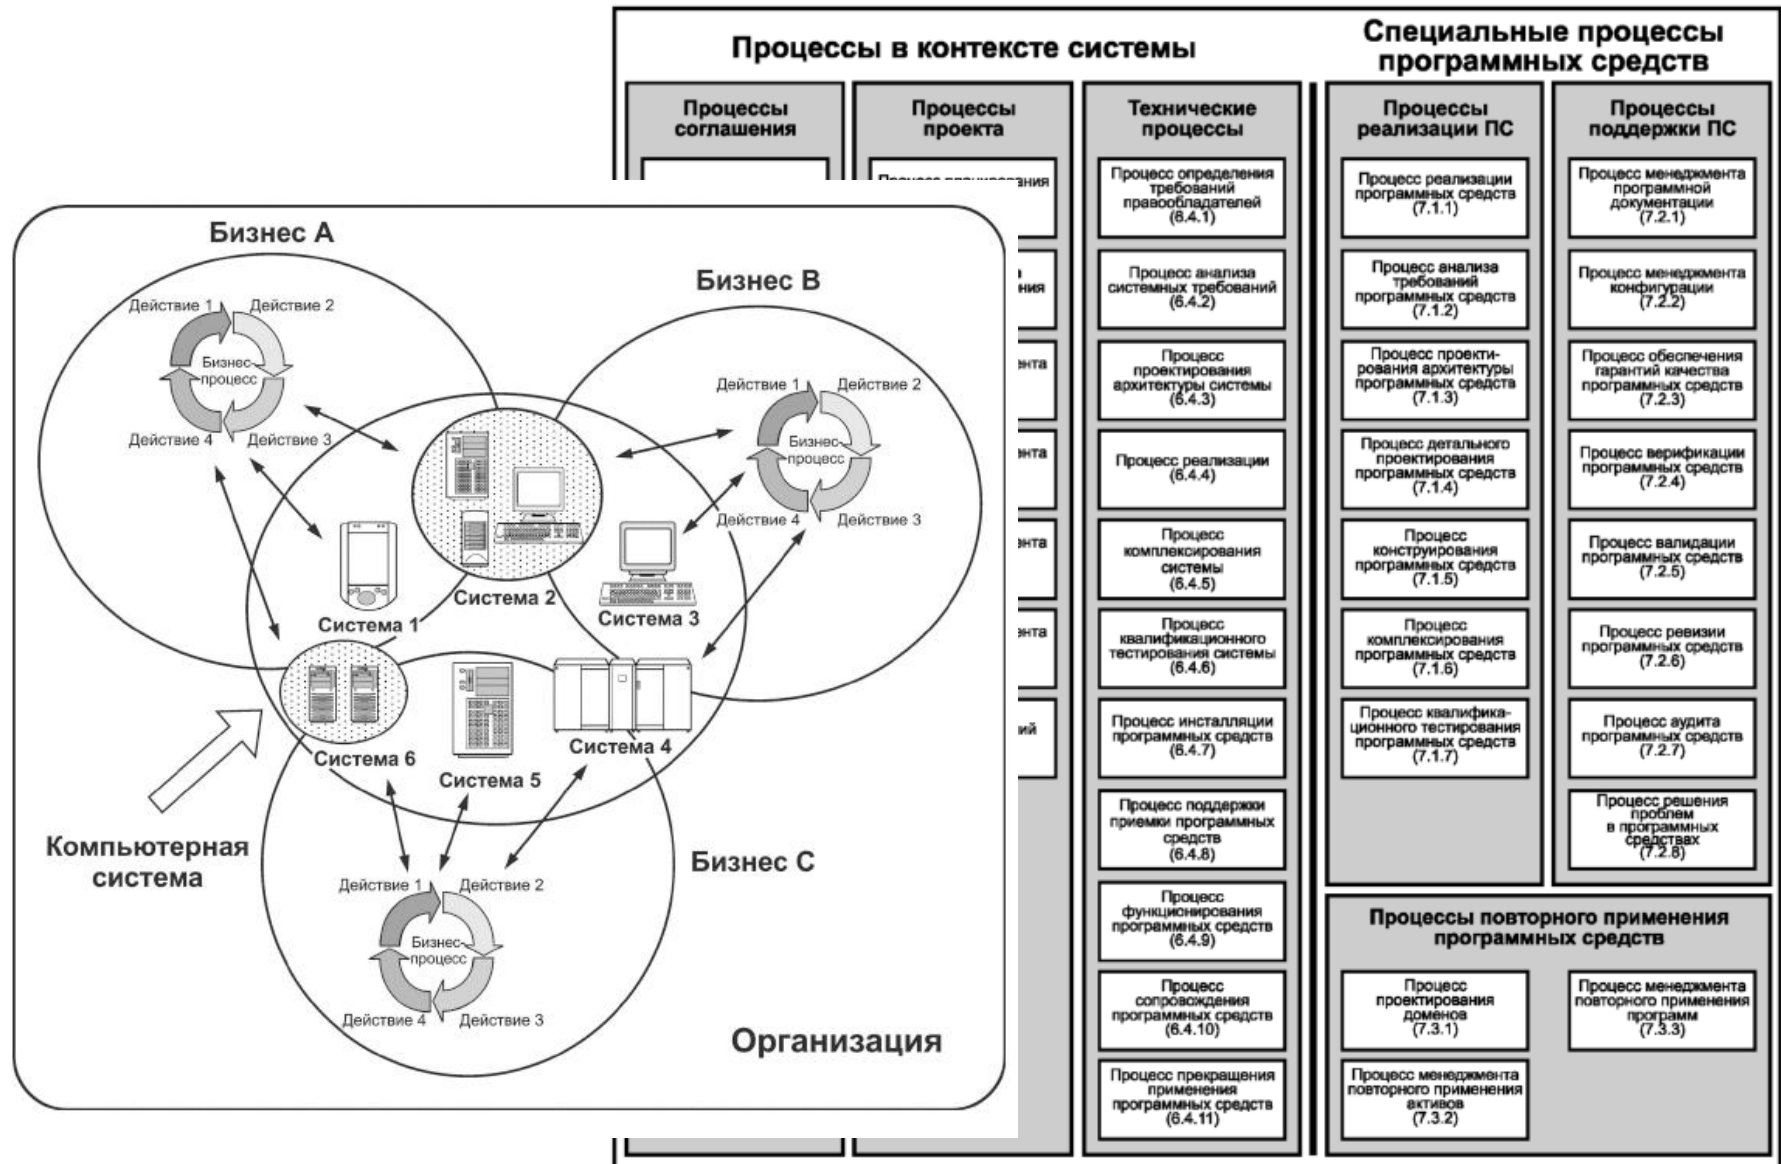 Процессы в контексте системы
Специальные процессы
программных средств
Процессы
соглашения
Процессы
проекта
Технические
процессы
Процесс определения
требований
правообладателей
(6.4.1)
Процесс анализа
системных требований
(6.4.2)
Процесс
проектирования
архитектуры системы
(6.4.3)
Процесс реализации
(6.4.4)
Процесс
комплексирования
системы
(6.4.5)
Процесс
квалификационного
тестирования системы
(6.4.6)
Процесс инсталляции
программных средств
(6.4.7)
Процесс поддержки
приемки программных
средств
(6.4.8)
Процесс
функционирования
программных средств
(6.4.9)
Процесс
сопровождения
программных средств
(6.4.10)
Процесс прекращения
применения
программных средств
(6.4.11)
Процессы
реализации ПС
Процесс реализации
программных средств
(7.1.1)
Процесс анализа
требований
программных средств
(7.1.2)
Процесс проекти-
рования архитектуры
программных средств
(7.1.3)
Процесс детального
проектирования
программных средств
(7.1.4)
Процесс
конструирования
программных средств
(7.1.5)
Процесс
комплексирования
программных средств
(7.1.6)
Процесс квалифика-
ционного тестирования
программных средств
(7.1.7)
Процессы
поддержки ПС
Процесс менеджмента
программной
документации
(7.2.1)
Процесс менеджмента
конфигурации
(7.2.2)
Процесс обеспечения
гарантий качества
программных средств
(7.2.3)
Процесс верификации
программных средств
(7.2.4)
Процесс валидации
программных средств
(7.2.5)
Процесс ревизии
программных средств
(7.2.6)
Процесс аудита
программных средств
(7.2.7)
Процесс решения
проблем
в программных
средствах
(7.2.8)
Процессы повторного применения
программных средств
Процесс
проектирования
доменов
(7.3.1)
Процесс менеджмента
повторного применения
программ
(7.3.3)
Процесс менеджмента
повторного применения
активов
(7.3.2)
Бизнес А
Действие 1
Действие 2
Бизнес-
процесс
Действие 4
Действие 3
Бизнес В
Действие 1
Действие 2
Бизнес-
процесс
Действие 4
Действие 3
Система 1
Система 2
Система 3
Система 4
Система 5
Система 6
Компьютерная
система
Бизнес С
Действие 1
Действие 2
Бизнес-
процесс
Действие 4
Действие 3
Организация